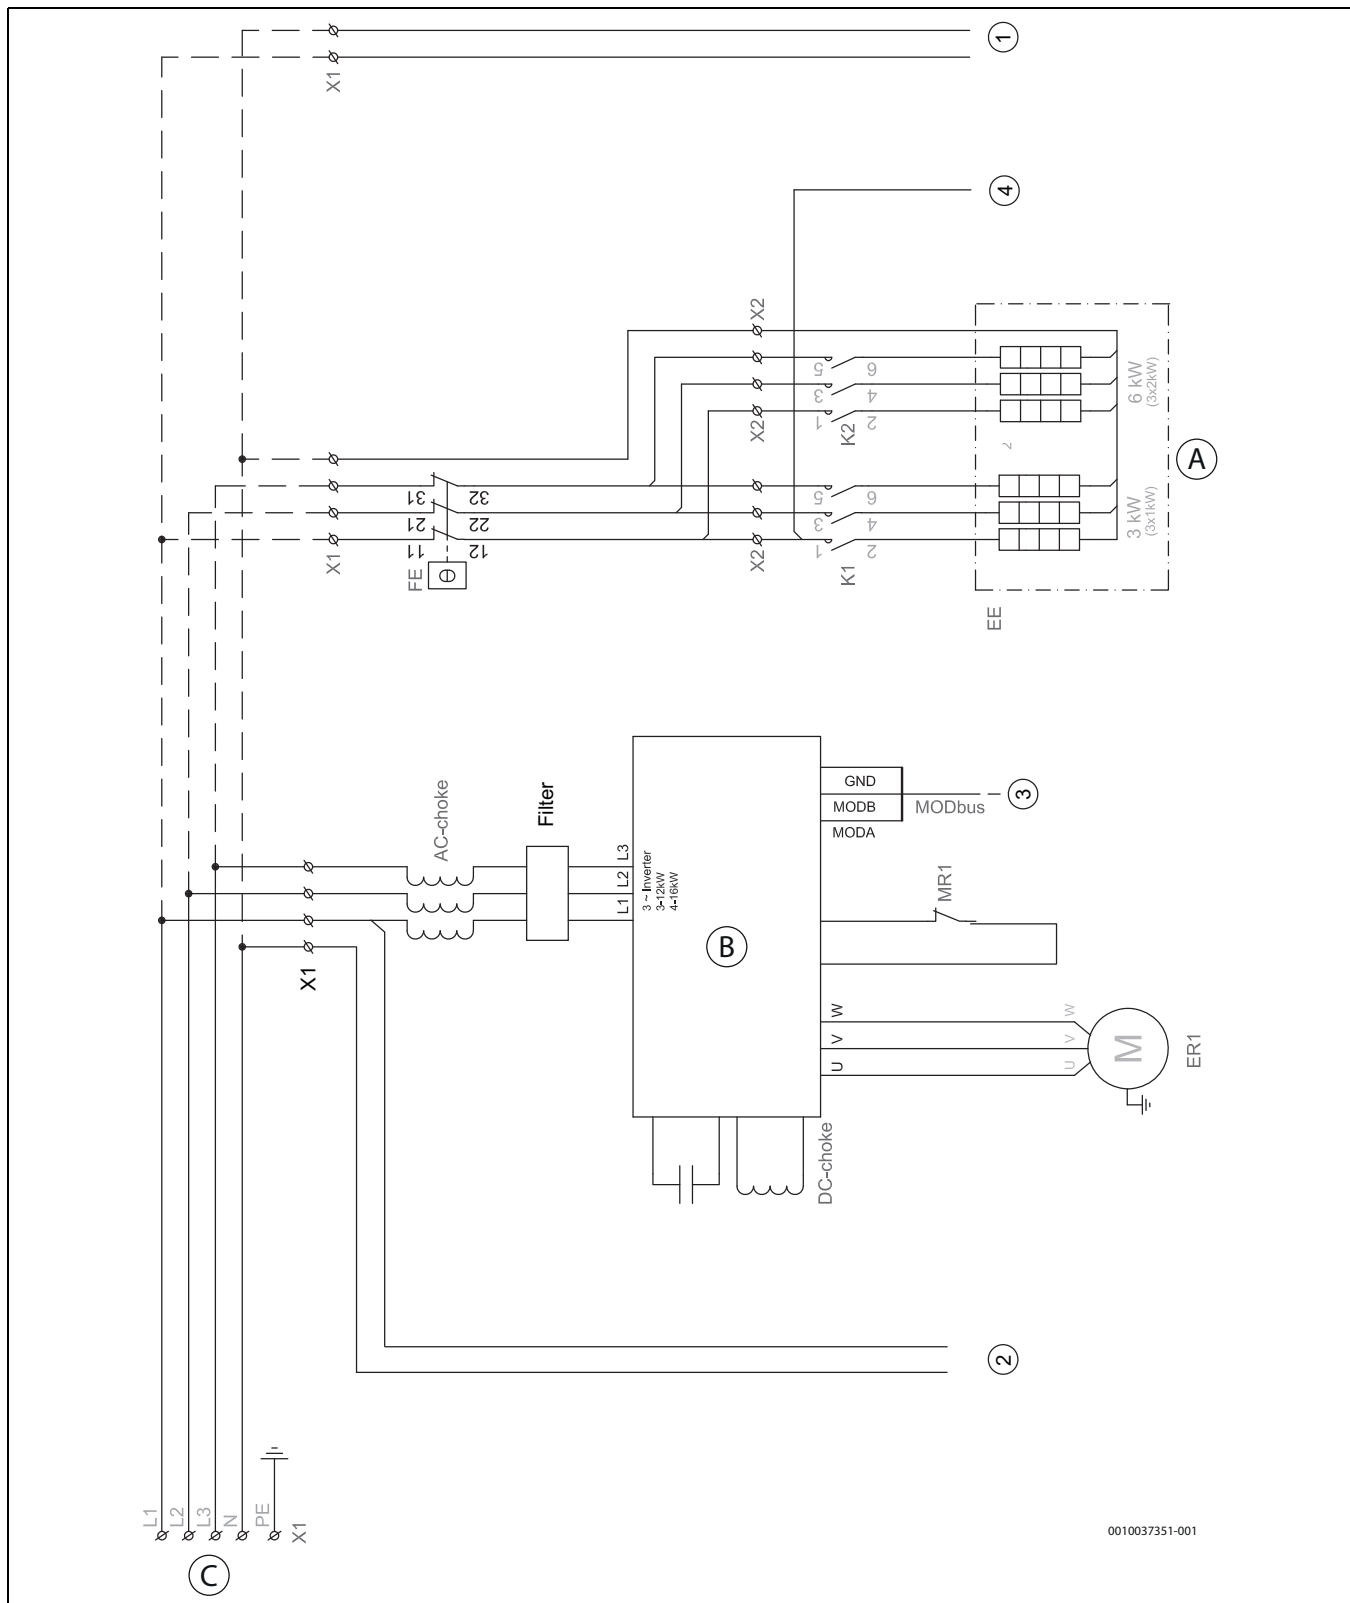 1
X1
4
X2
5
6
3
4
X2
1
2
K2
6 kW
(3x2kW)
2
A
31
32
5
6
21
22
3
4
3 kW
(3x1kW)
X1
11
12
X2
1
2
FE
Θ
K1
EE
AC-choke
Filter
GND
MODB
MODA
MODbus
3
L3
L2
L1
3 ~ Inverter
3-12kW
4-16kW
MR1
X1
B
W
V
U
W
V
U
M
ER1
DC-choke
2
L1
L2
L3
N
PE
X1
C
0010037351-001